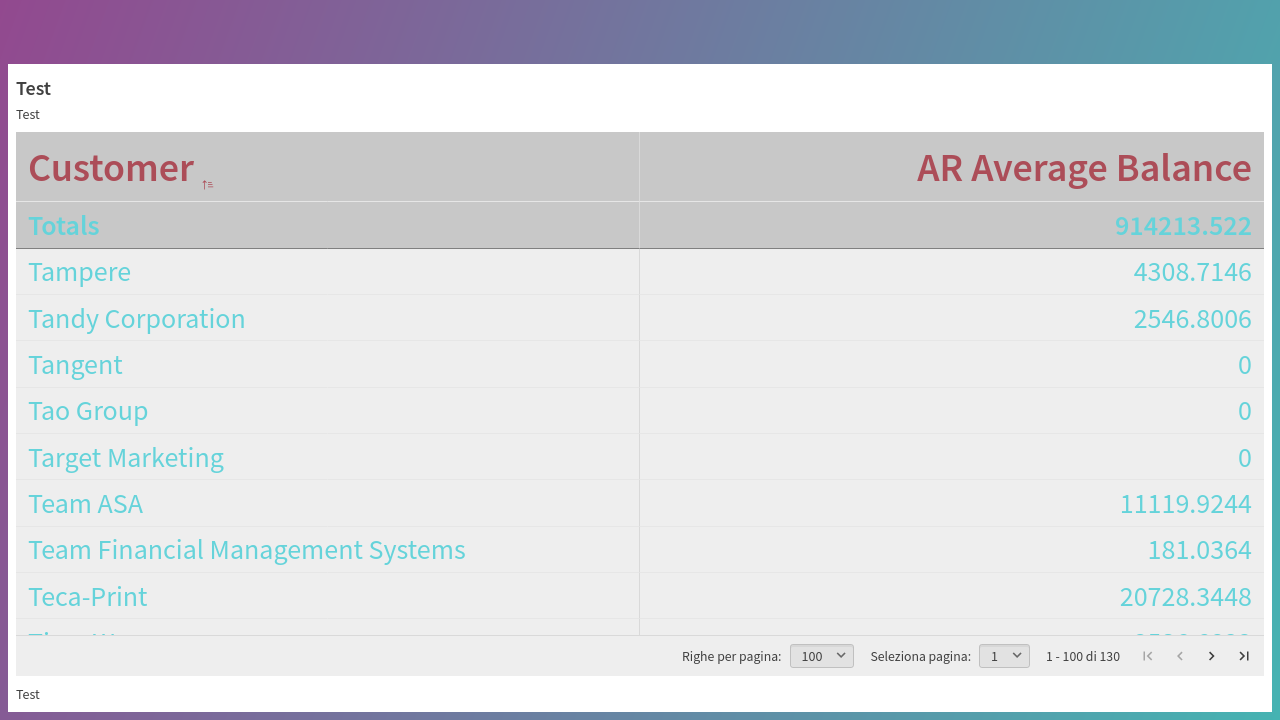 Test
Test
Customer AR Average Balance
Totals 914213.522
Tampere 4308.7146
Tandy Corporation 2546.8006
Tangent 0
Tao Group 0
Target Marketing 0
Team ASA 11119.9244
Team Financial Management Systems 181.0364
Teca-Print 20728.3448
Righe per pagina: 100 Seleziona pagina: 1 1 - 100 di 130
Test